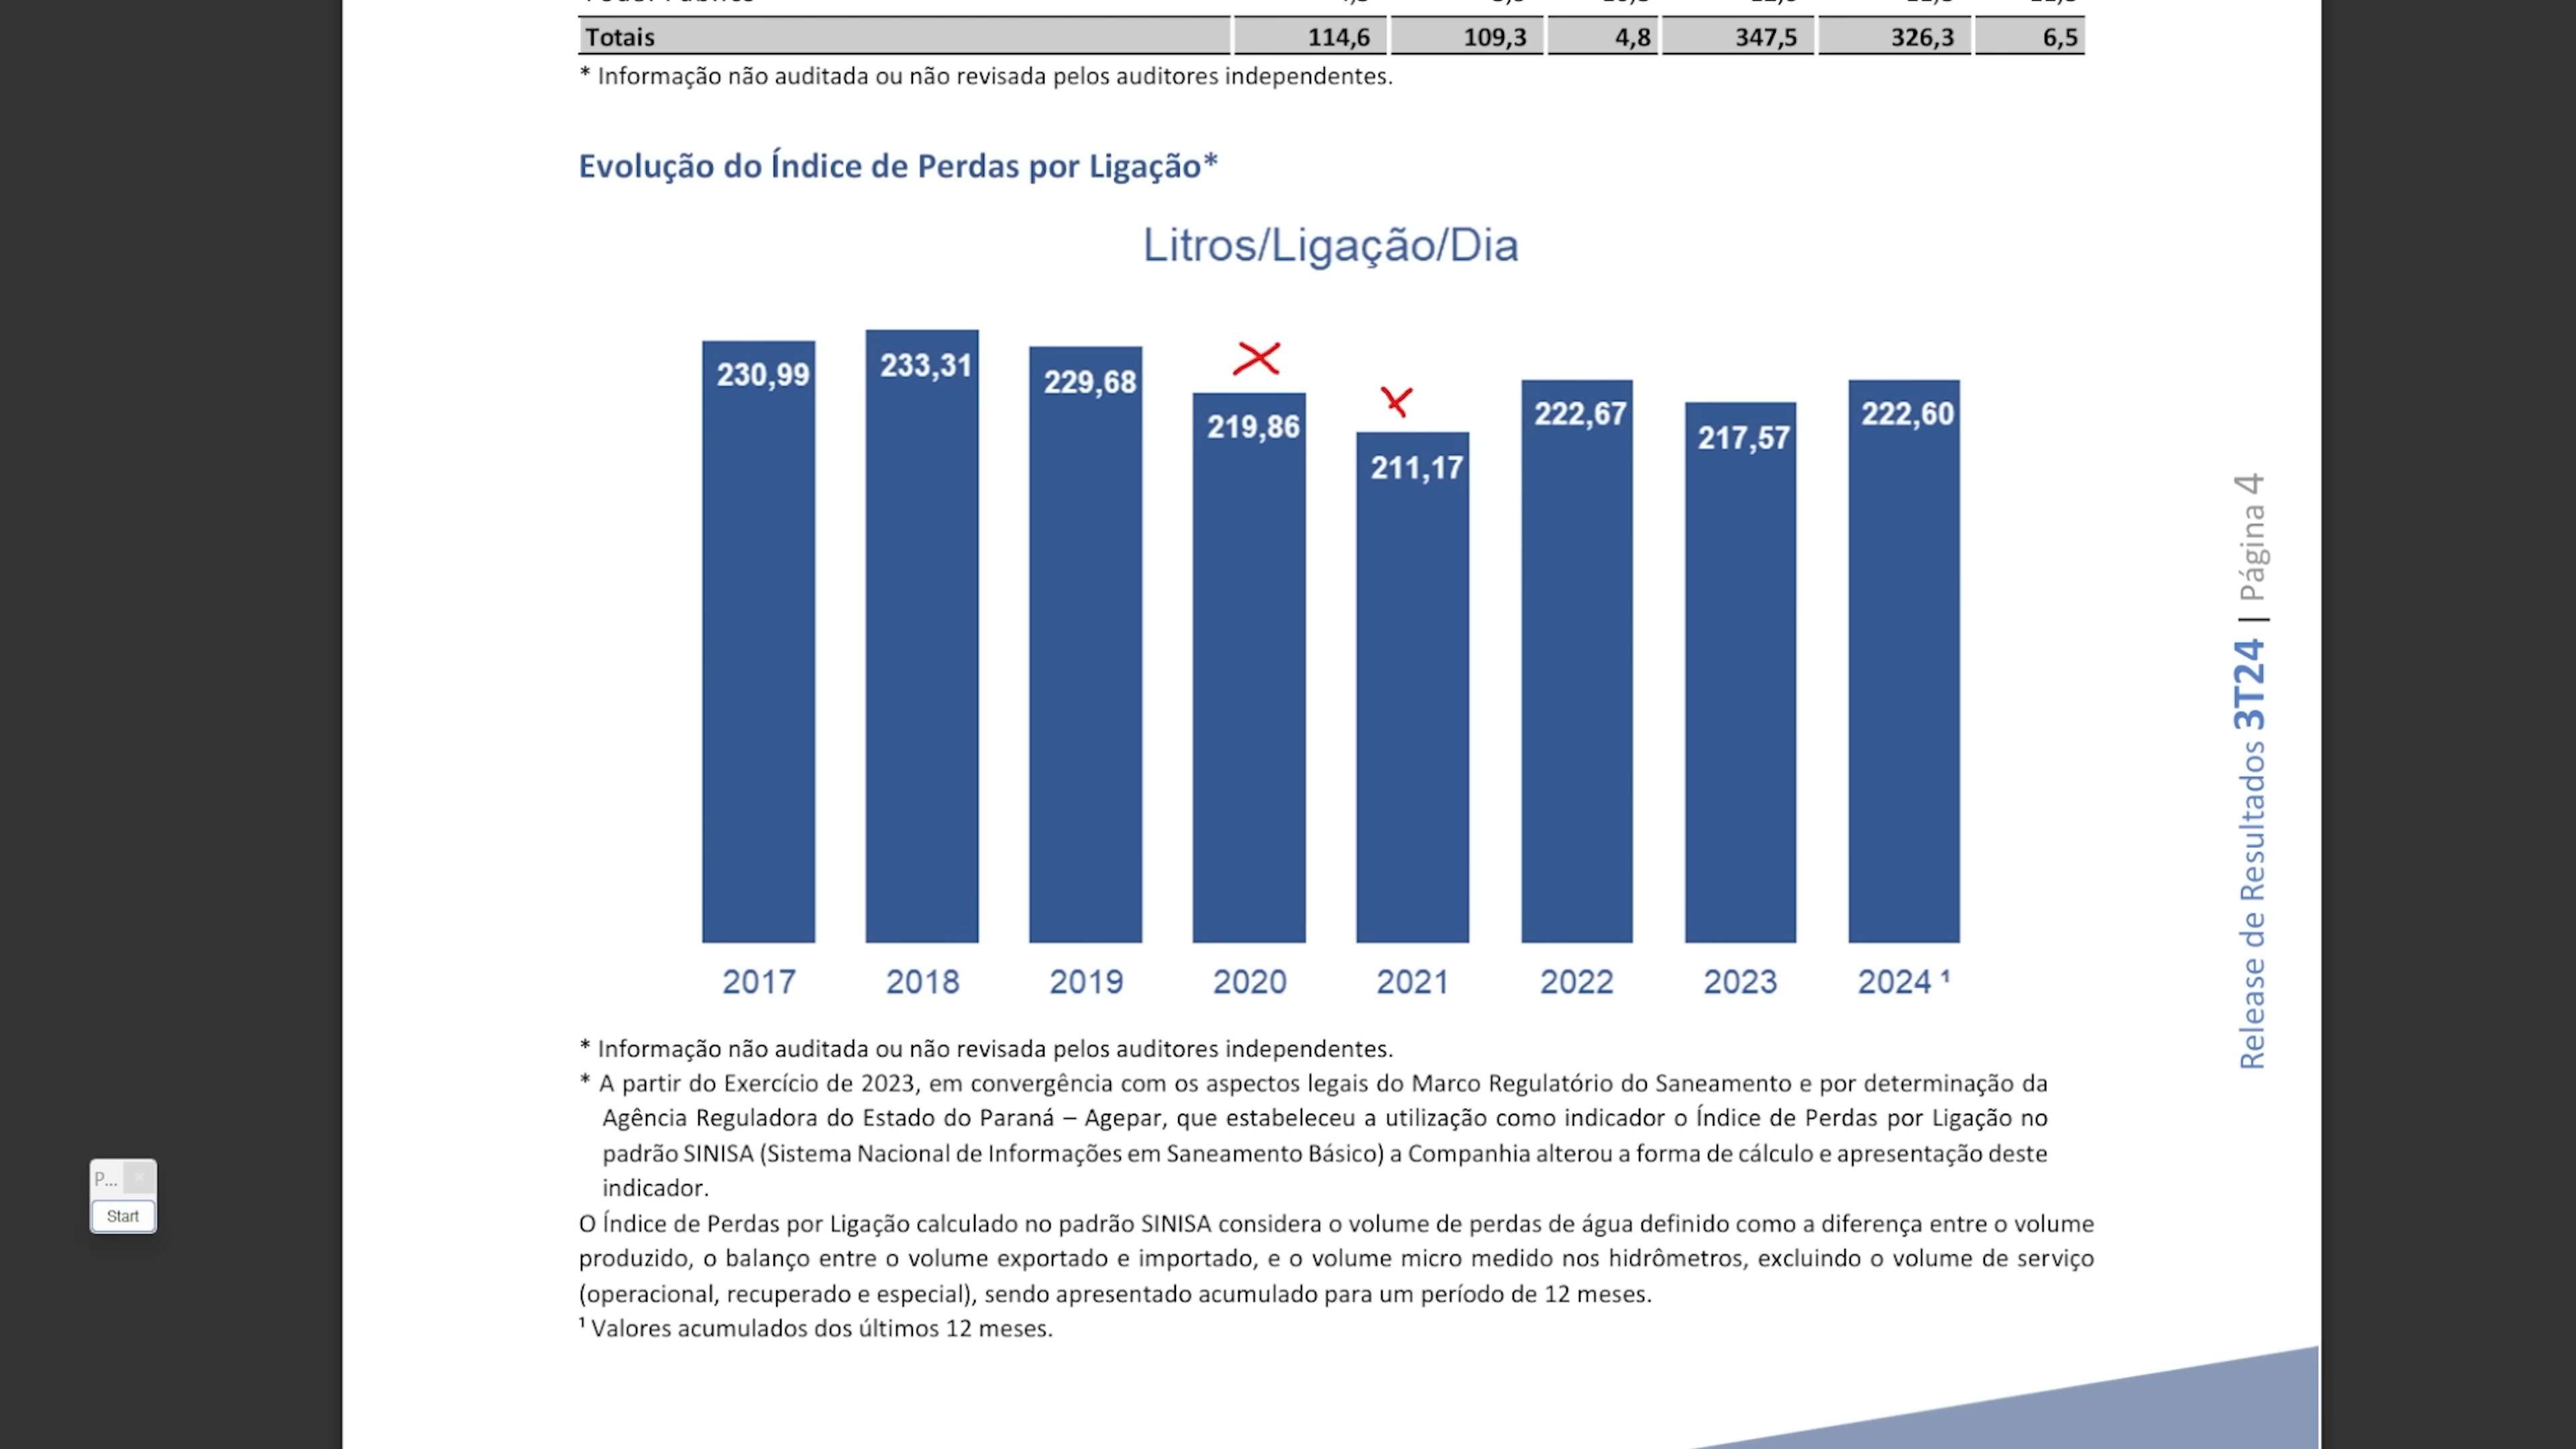 Totais 114,6 109,3 4,8 347,5 326,3 6,5
* Informação não auditada ou não revisada pelos auditores independentes.
Evolução do Índice de Perdas por Ligação*
Litros/Ligação/Dia
230,99 233,31 229,68 219,86 211,17 222,67 217,57 222,60
2017 2018 2019 2020 2021 2022 2023 2024 ¹
* Informação não auditada ou não revisada pelos auditores independentes.
* A partir do Exercício de 2023, em convergência com os aspectos legais do Marco Regulatório do Saneamento e por determinação da
Agência Reguladora do Estado do Paraná – Agepar, que estabeleceu a utilização como indicador o Índice de Perdas por Ligação no
padrão SINISA (Sistema Nacional de Informações em Saneamento Básico) a Companhia alterou a forma de cálculo e apresentação deste
indicador.
O Índice de Perdas por Ligação calculado no padrão SINISA considera o volume de perdas de água definido como a diferença entre o volume
produzido, o balanço entre o volume exportado e importado, e o volume micro medido nos hidrômetros, excluindo o volume de serviço
(operacional, recuperado e especial), sendo apresentado acumulado para um período de 12 meses.
¹ Valores acumulados dos últimos 12 meses.
Release de Resultados 3T24 | Página 4
P...
Start